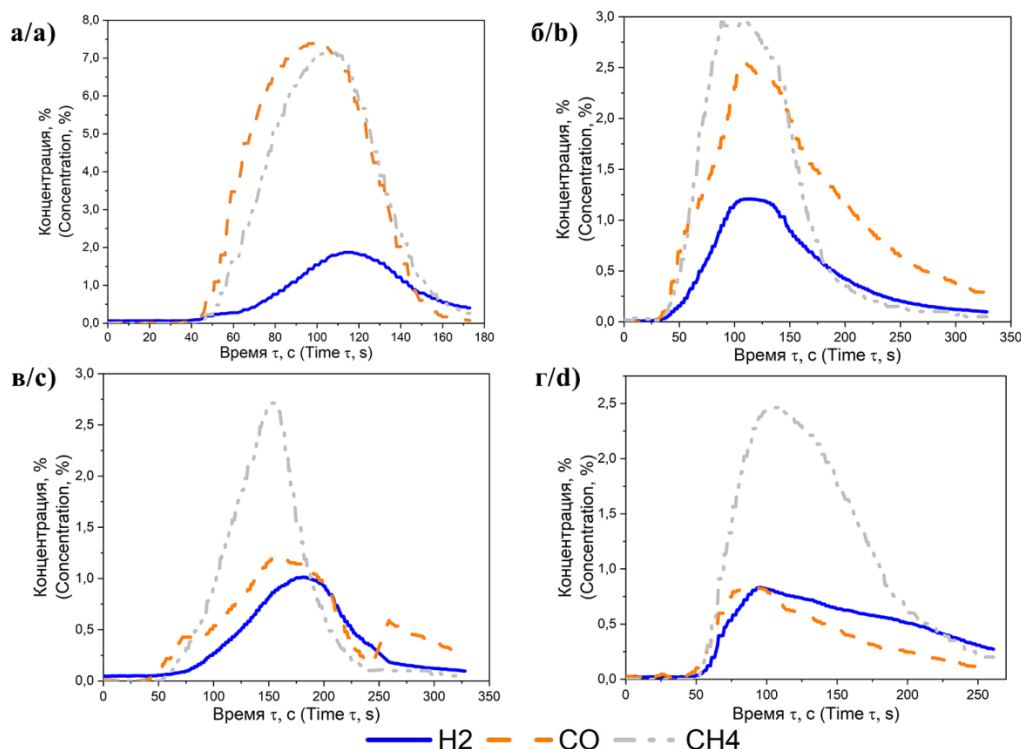 а/a)
8,0
7,0
6,0
5,0
4,0
3,0
2,0
1,0
0,0
Концентрация, %
(Concentration, %)
0 20 40 60 80 100 120 140 160 180
Время τ, с (Time τ, s)
б/b)
3,0
2,5
2,0
1,5
1,0
0,5
0,0
Концентрация, %
(Concentration, %)
0 50 100 150 200 250 300 350
Время τ, с (Time τ, s)
в/c)
3,0
2,5
2,0
1,5
1,0
0,5
0,0
Концентрация, %
(Concentration, %)
0 50 100 150 200 250 300 350
Время τ, с (Time τ, s)
г/d)
2,5
2,0
1,5
1,0
0,5
0,0
Концентрация, %
(Concentration, %)
0 50 100 150 200 250
Время τ, с (Time τ, s)
H2 CO CH4